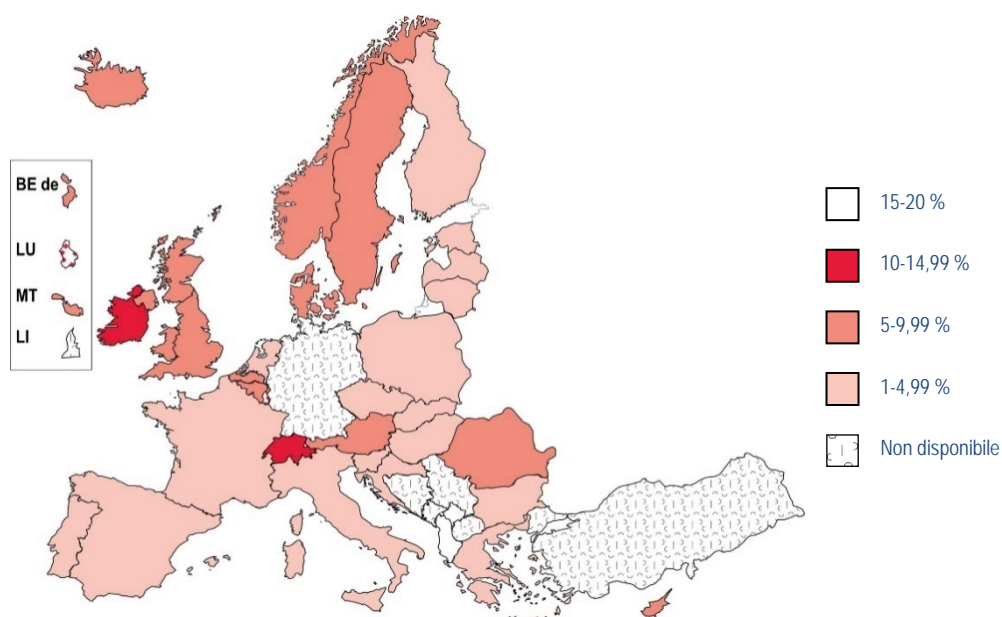 BE de
LU
MT
LI
15-20 %
10-14,99 %
5-9,99 %
1-4,99 %
Non disponibile